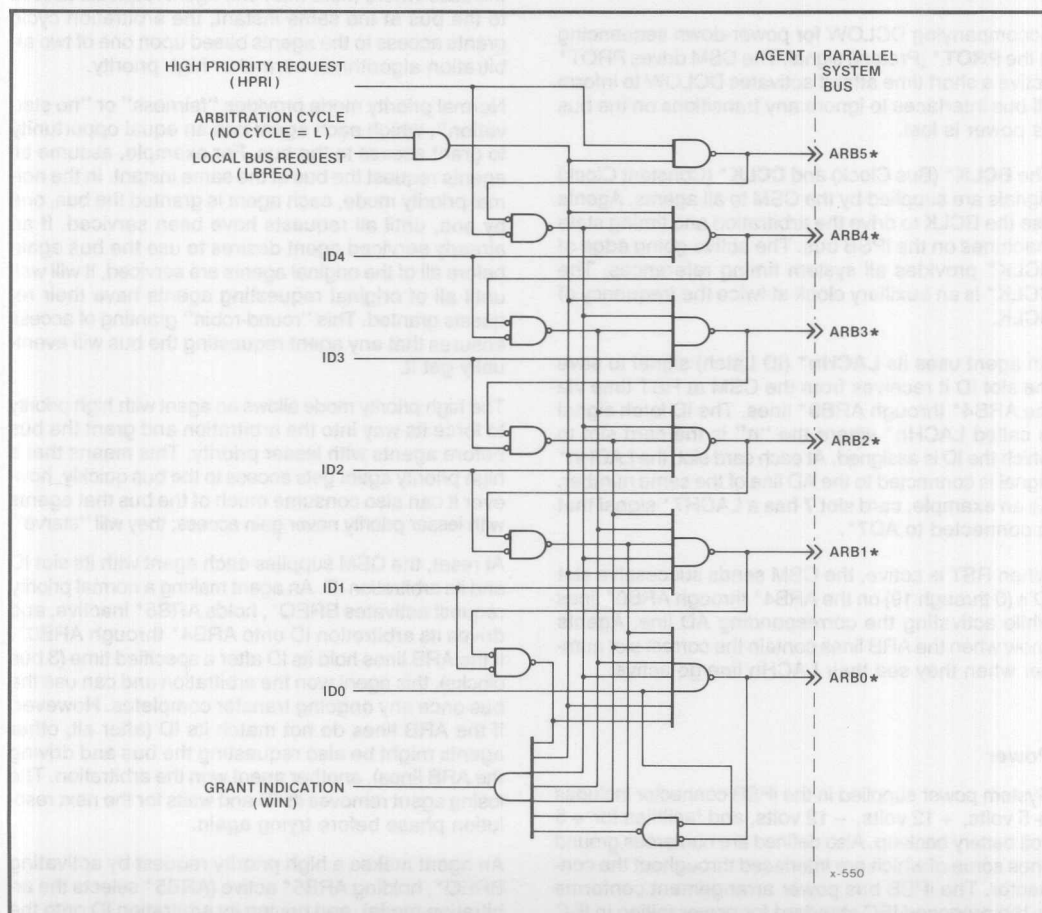 AGENT
PARALLEL
SYSTEM
BUS
HIGH PRIORITY REQUEST
(HPRI)
ARBITRATION CYCLE
(NO CYCLE = L)
LOCAL BUS REQUEST
(LBREQ)
ARB5*
ARB4*
ID4
ARB3*
ID3
ARB2*
ID2
ARB1*
ID1
ARB0*
ID0
GRANT INDICATION
(WIN)
x-550